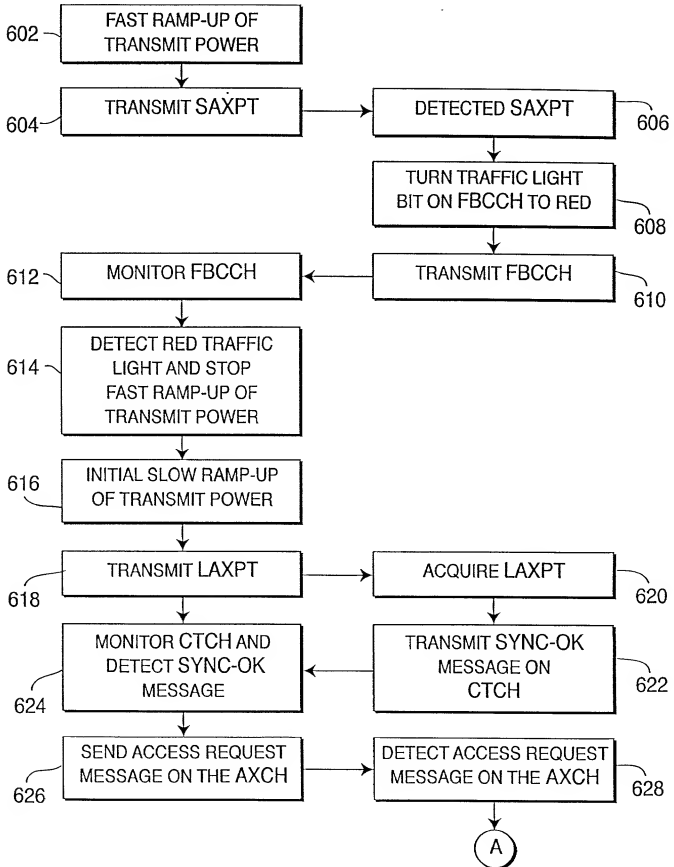 602
FAST RAMP-UP OF
TRANSMIT POWER
604
TRANSMIT SAXPT
DETECTED SAXPT
606
TURN TRAFFIC LIGHT
BIT ON FBCCH TO RED
608
612
MONITOR FBCCH
TRANSMIT FBCCH
610
614
DETECT RED TRAFFIC
LIGHT AND STOP
FAST RAMP-UP OF
TRANSMIT POWER
616
INITIAL SLOW RAMP-UP
OF TRANSMIT POWER
618
TRANSMIT LAXPT
ACQUIRE LAXPT
620
624
MONITOR CTCH AND
DETECT SYNC-OK
MESSAGE
TRANSMIT SYNC-OK
MESSAGE ON
CTCH
622
626
SEND ACCESS REQUEST
MESSAGE ON THE AXCH
DETECT ACCESS REQUEST
MESSAGE ON THE AXCH
628
A